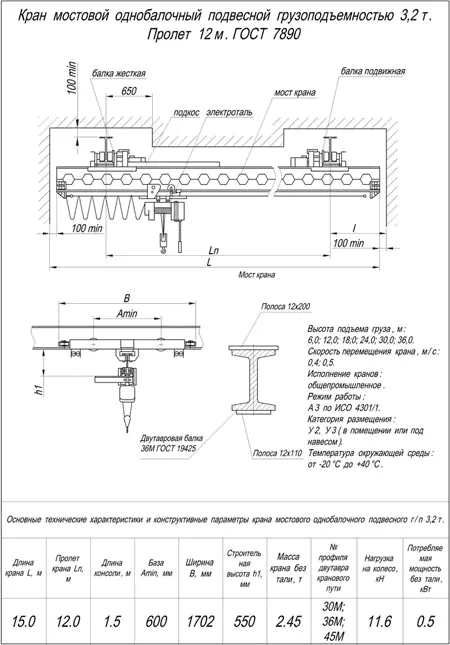 Кран мостовой однобалочный подвесной грузоподъемностью 3,2 т.
Пролет 12 м. ГОСТ 7890
100 min
балка жесткая
650
подкос
электроталь
мост крана
балка подвижная
100 min
Ln
l
100 min
L
Мост крана
B
Amin
h1
Полоса 12x200
Двутавровая балка
36М ГОСТ 19425
Полоса 12x110
Высота подъема груза, м:
6,0; 12,0; 18,0; 24,0; 30,0; 36,0.
Скорость перемещения крана, м/с:
0,4; 0,5.
Исполнение кранов:
общепромышленное.
Режим работы:
А 3 по ИСО 4301/1.
Категория размещения:
У 2, У 3 ( в помещении или под
навесом).
Температура окружающей среды:
от -20 °С до +40 °С.
Основные технические характеристики и конструктивные параметры крана мостового однобалочного подвесного г/п 3,2 т.
Длина крана L, м
Пролет крана Ln, м
Длина консоли, м
База Amin, мм
Ширина B, мм
Строительная высота h1, мм
Масса крана без тали, т
№ профиля двутавра кранового пути
Нагрузка на колесо, кН
Потребляемая мощность без тали, кВт
15.0
12.0
1.5
600
1702
550
2.45
30М; 36М; 45М
11.6
0.5